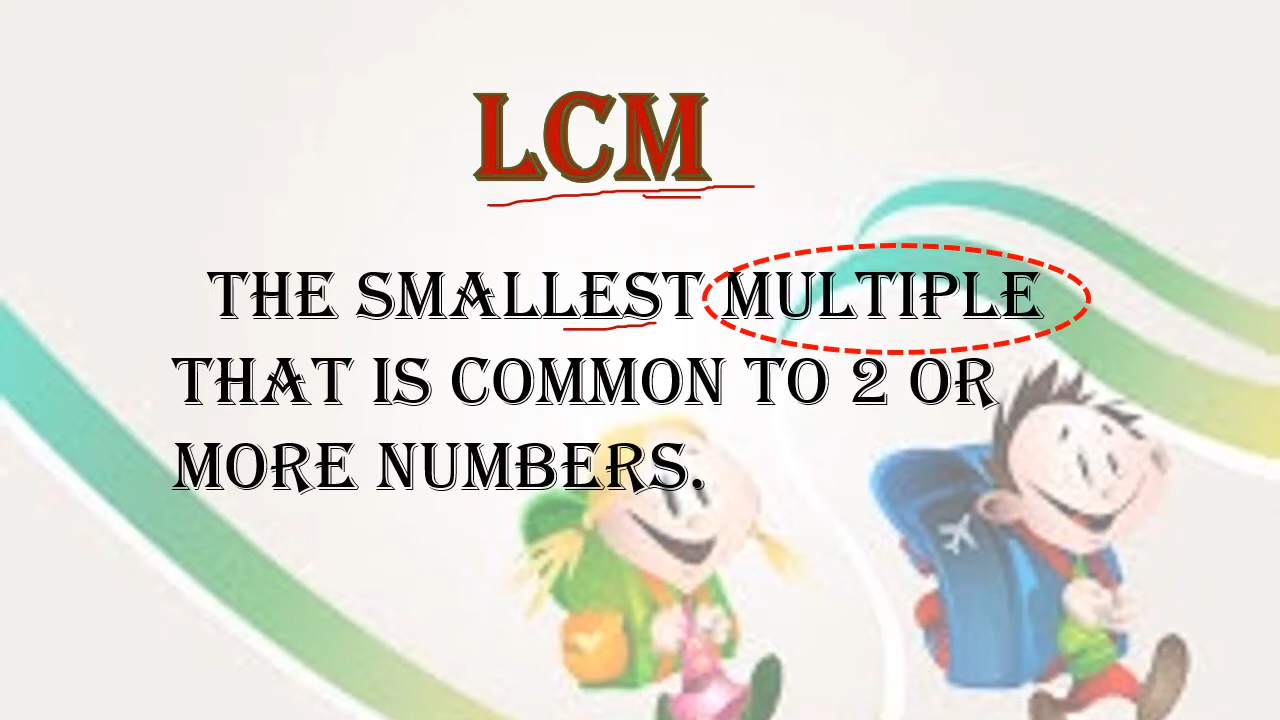 LCM
THE SMALLEST MULTIPLE
THAT IS COMMON TO 2 OR
MORE NUMBERS.